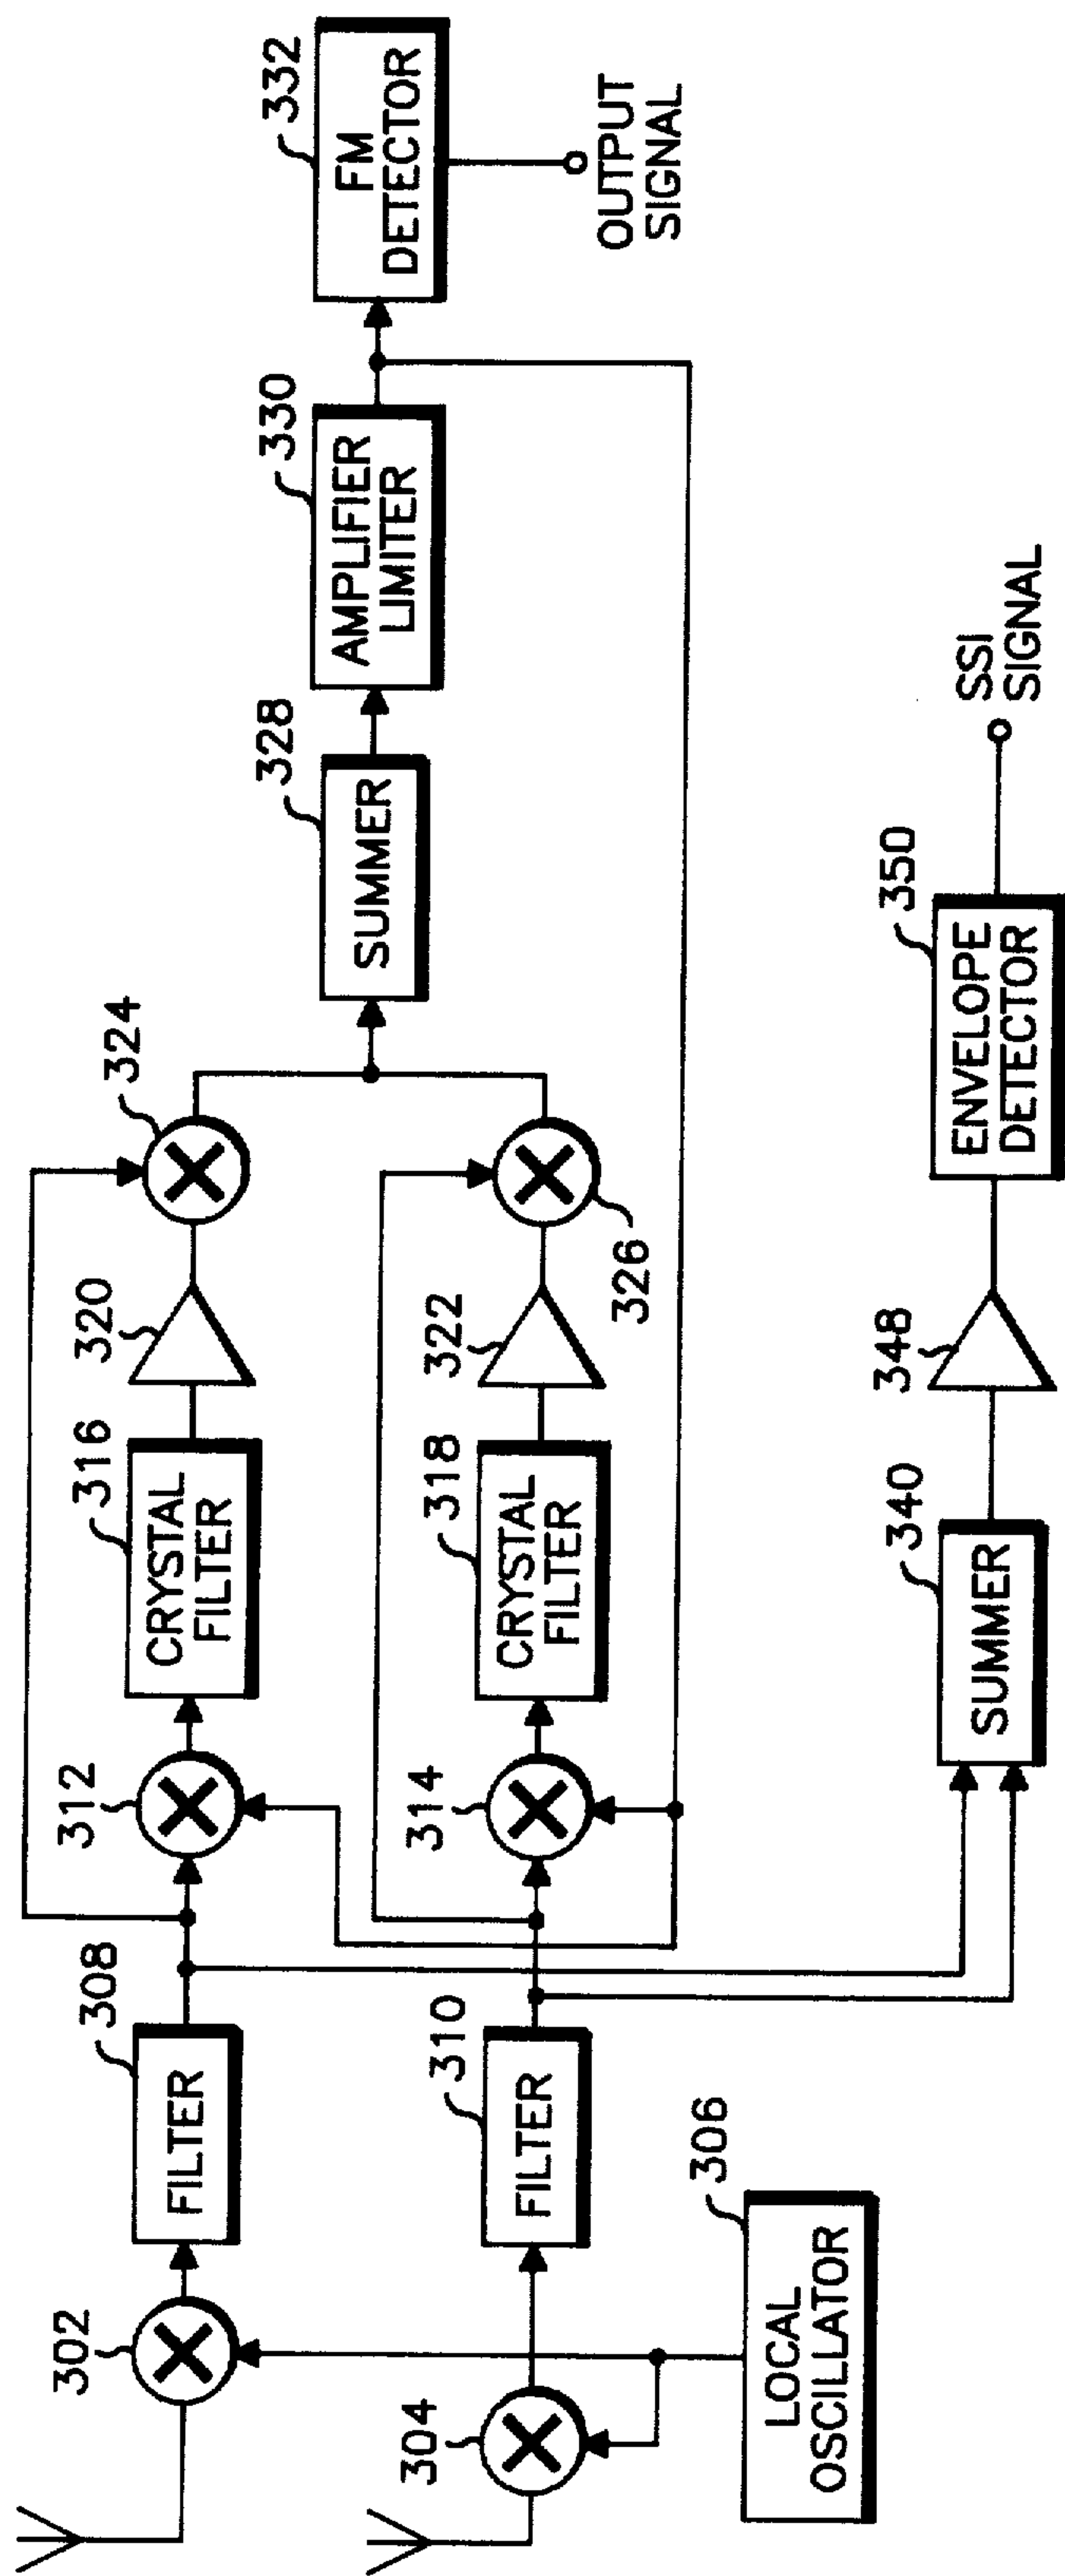 302
FILTER
308
312
CRYSTAL
FILTER
316
320
324
304
FILTER
310
314
CRYSTAL
FILTER
318
322
326
SUMMER
328
AMPLIFIER
LIMITER
330
FM
DETECTOR
332
OUTPUT
SIGNAL
LOCAL
OSCILLATOR
306
SUMMER
340
348
ENVELOPE
DETECTOR
350
SSI
SIGNAL